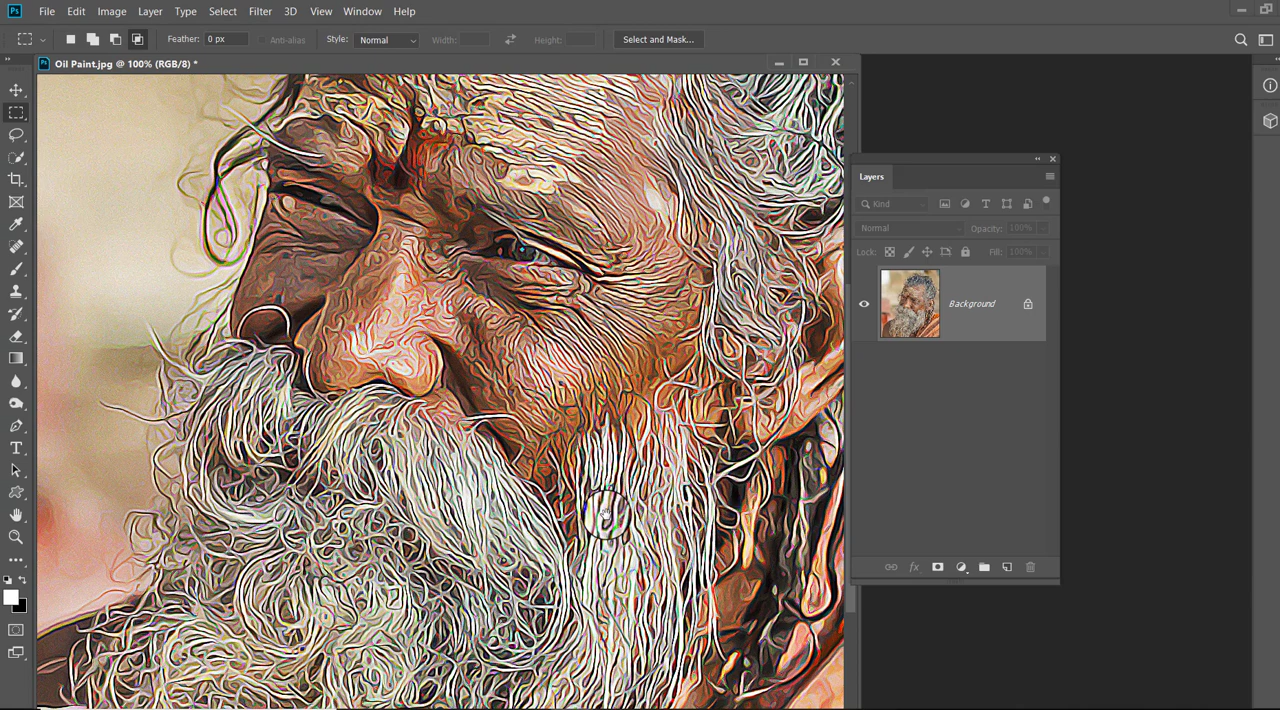 Ps File Edit Image Layer Type Select Filter 3D View Window Help
Feather: 0 px Anti-alias Style: Normal Width: Height: Select and Mask...
Ps Oil Paint.jpg @ 100% (RGB/8) *
Layers
Kind
Normal Opacity: 100%
Lock: Fill: 100%
Background